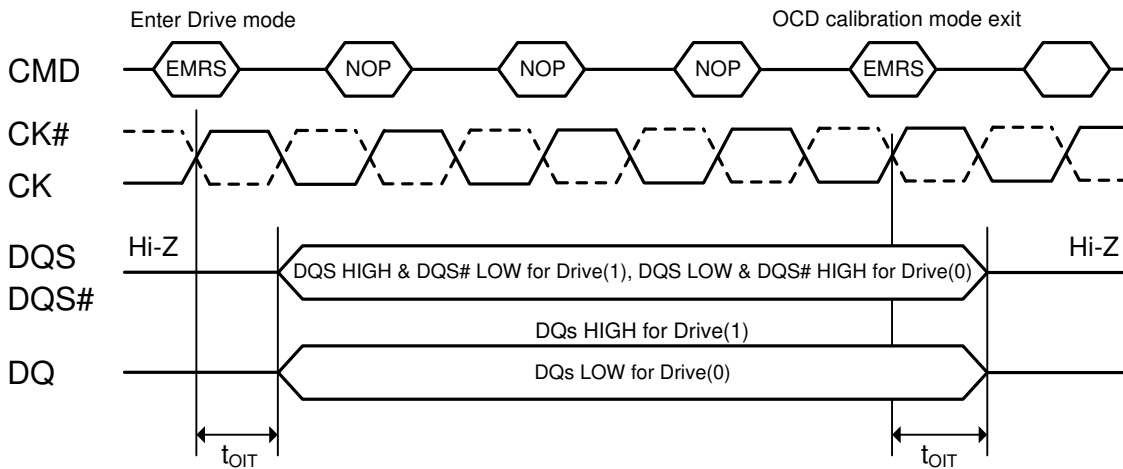 Enter Drive mode
OCD calibration mode exit
CMD
EMRS
NOP
NOP
NOP
EMRS
CK#
CK
DQS
DQS#
Hi-Z
DQS HIGH & DQS# LOW for Drive(1), DQS LOW & DQS# HIGH for Drive(0)
Hi-Z
DQs HIGH for Drive(1)
DQ
DQs LOW for Drive(0)
tOIT
tOIT